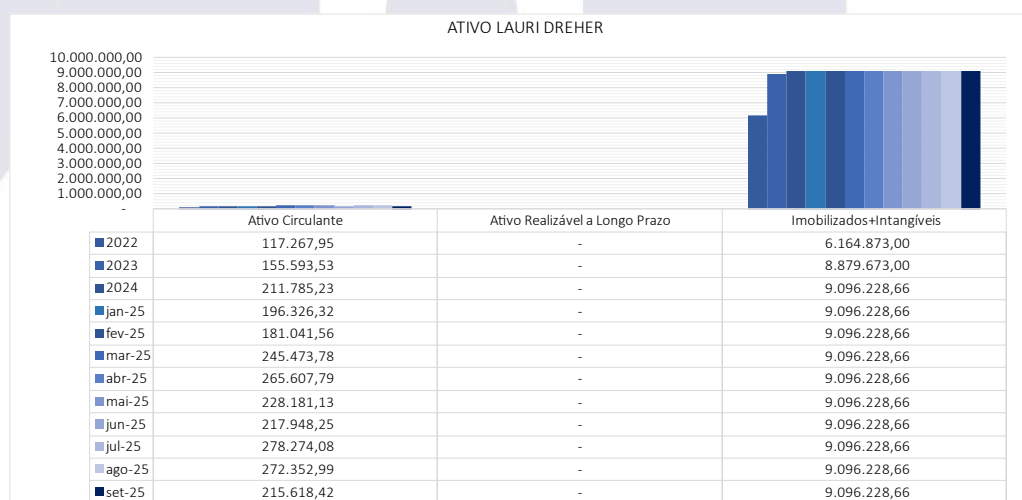 ATIVO LAURI DREHER
10.000.000,00
9.000.000,00
8.000.000,00
7.000.000,00
6.000.000,00
5.000.000,00
4.000.000,00
3.000.000,00
2.000.000,00
1.000.000,00
-
Ativo Circulante Ativo Realizável a Longo Prazo Imobilizados+Intangíveis
2022 117.267,95 - 6.164.873,00
2023 155.593,53 - 8.879.673,00
2024 211.785,23 - 9.096.228,66
jan-25 196.326,32 - 9.096.228,66
fev-25 181.041,56 - 9.096.228,66
mar-25 245.473,78 - 9.096.228,66
abr-25 265.607,79 - 9.096.228,66
mai-25 228.181,13 - 9.096.228,66
jun-25 217.948,25 - 9.096.228,66
jul-25 278.274,08 - 9.096.228,66
ago-25 272.352,99 - 9.096.228,66
set-25 215.618,42 - 9.096.228,66